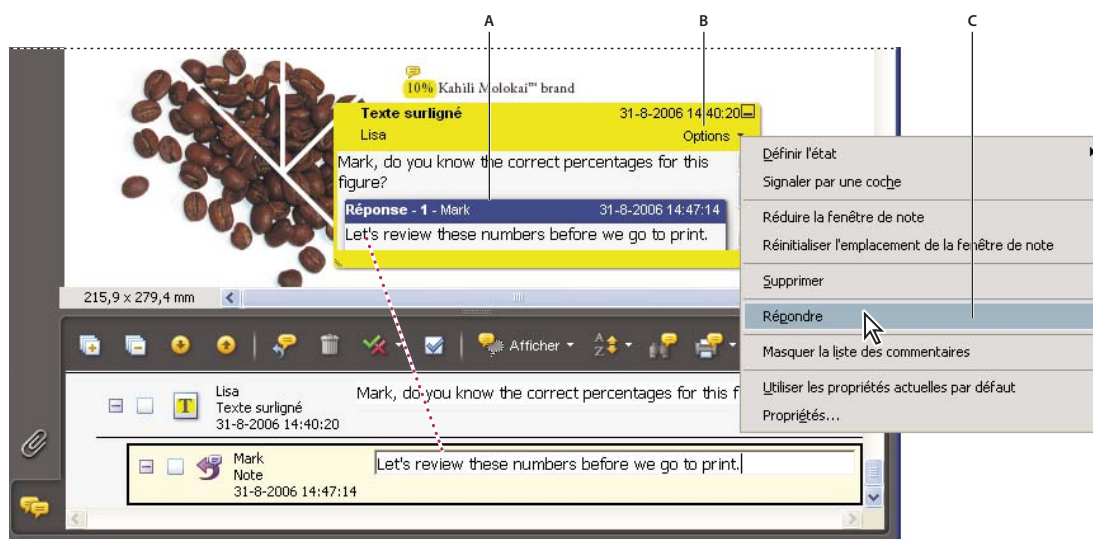 A B C
10% Kahili Molokai™ brand
Texte surligné 31-8-2006 14:40:20
Lisa Options
Mark, do you know the correct percentages for this
figure?
Réponse - 1 - Mark 31-8-2006 14:47:14
Let's review these numbers before we go to print.
Définir l'état
Signaler par une coche
Réduire la fenêtre de note
Réinitialiser l'emplacement de la fenêtre de note
Supprimer
Répondre
Masquer la liste des commentaires
Utiliser les propriétés actuelles par défaut
Propriétés...
215,9 x 279,4 mm
Afficher A Z
T
Lisa Mark, do you know the correct percentages for this f
Texte surligné
31-8-2006 14:40:20
Mark Let's review these numbers before we go to print.
Note
31-8-2006 14:47:14